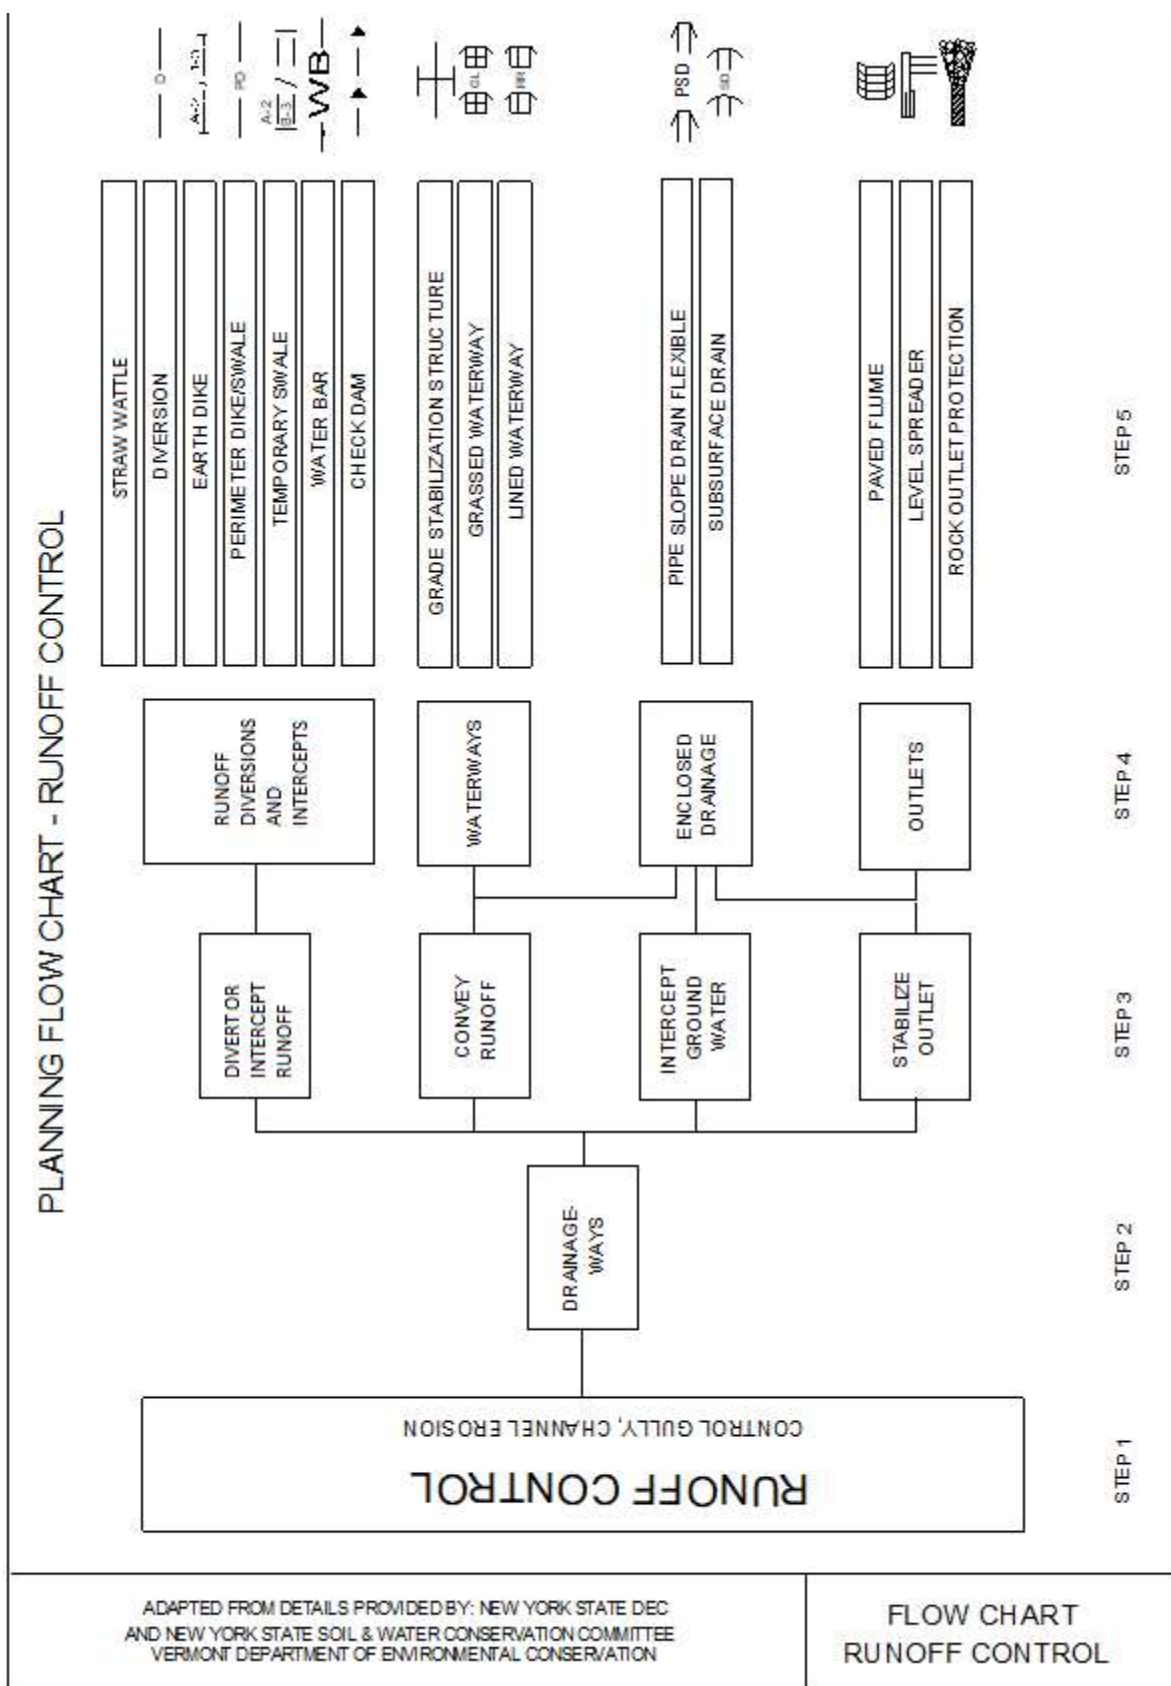 PLANNING FLOW CHART - RUNOFF CONTROL
RUNOFF CONTROL
CONTROL GULLY, CHANNEL EROSION
DRAINAGE-
WAYS
DIVERT OR
INTERCEPT
RUNOFF
CONVEY
RUNOFF
INTERCEPT
GROUND
WATER
STABILIZE
OUTLET
RUNOFF
DIVERSIONS
AND
INTERCEPTS
WATERWAYS
ENCLOSED
DRAINAGE
OUTLETS
STRAW WATTLE
DIVERSION
D
EARTH DIKE
PERIMETER DIKE/SWALE
PD
TEMPORARY SWALE
A-2
B-3
WATER BAR
WB
CHECK DAM
GRADE STABILIZATION STRUCTURE
GRASSED WATERWAY
GL
LINED WATERWAY
RR
PIPE SLOPE DRAIN FLEXIBLE
PSD
SUBSURFACE DRAIN
SD
PAVED FLUME
LEVEL SPREADER
ROCK OUTLET PROTECTION
STEP 1
STEP 2
STEP 3
STEP 4
STEP 5
ADAPTED FROM DETAILS PROVIDED BY: NEW YORK STATE DEC
AND NEW YORK STATE SOIL & WATER CONSERVATION COMMITTEE
VERMONT DEPARTMENT OF ENVIRONMENTAL CONSERVATION
FLOW CHART
RUNOFF CONTROL